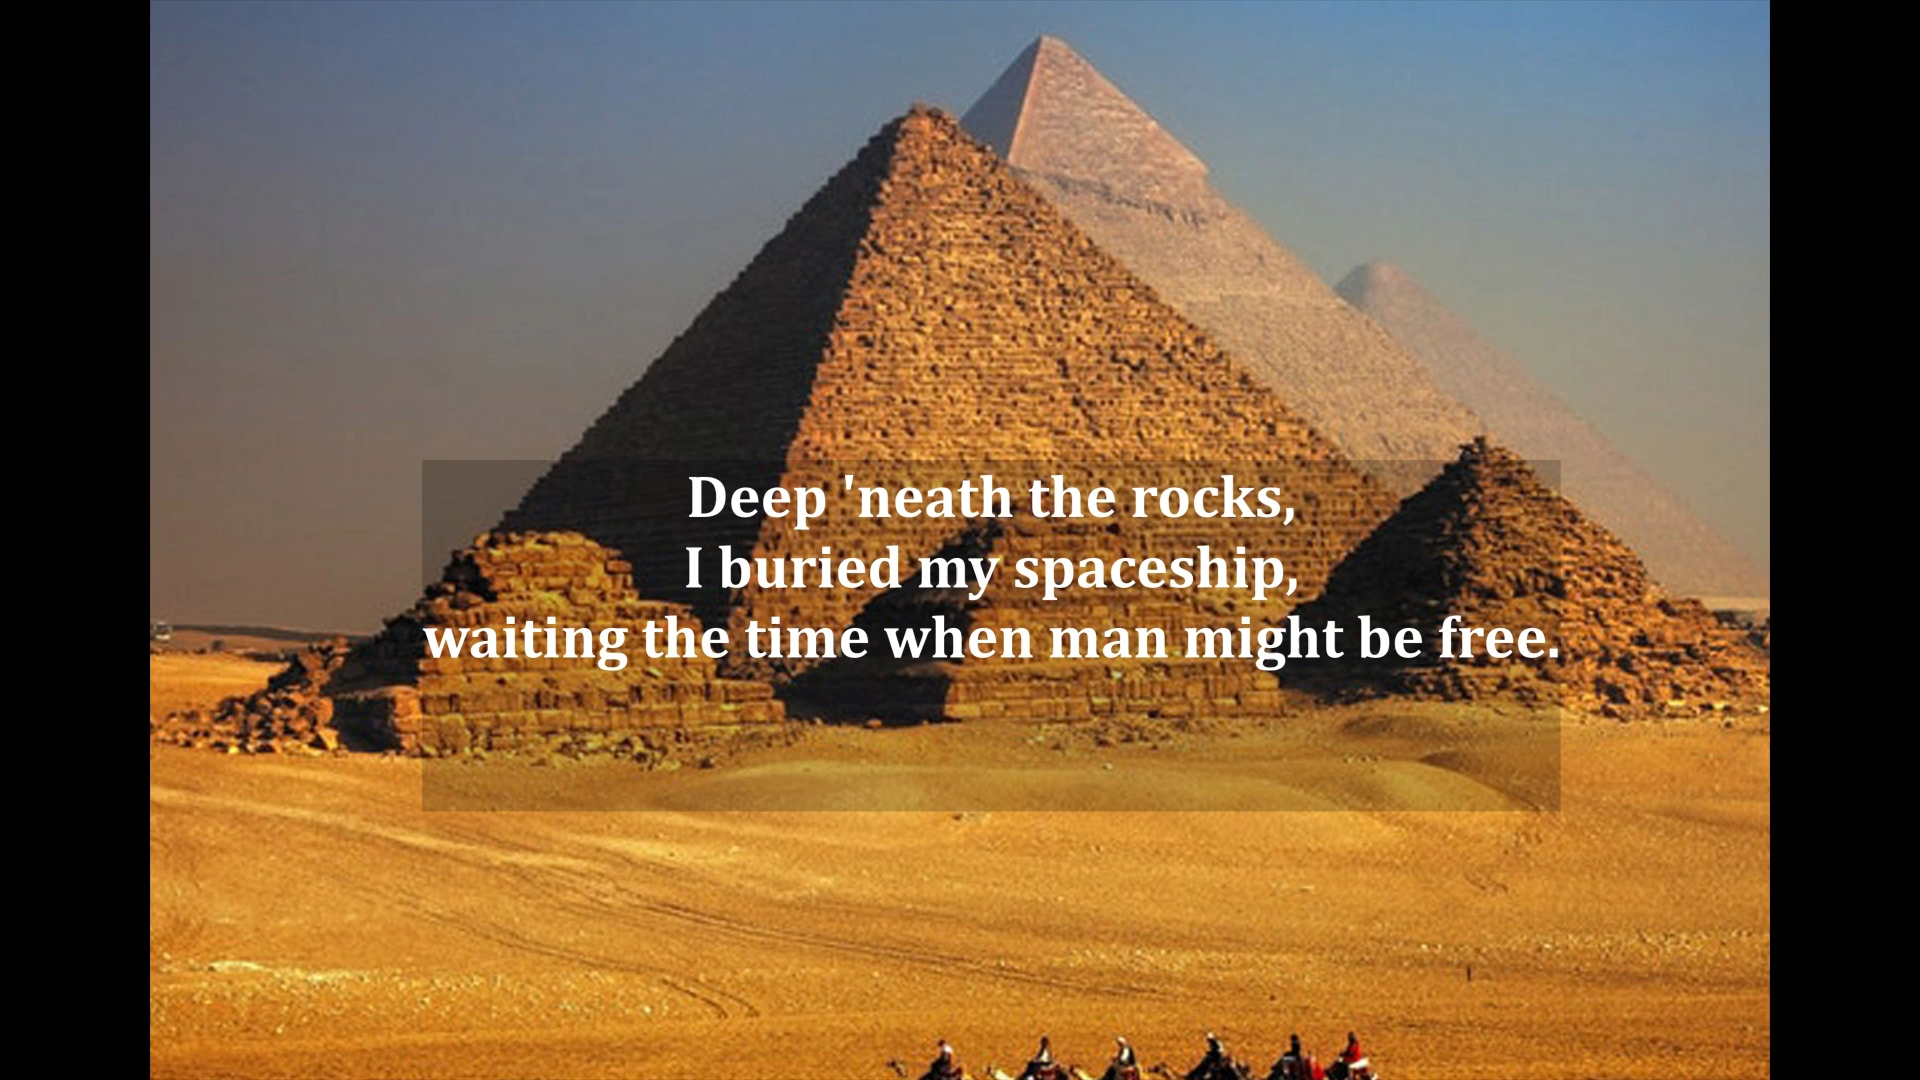 Deep 'neath the rocks,
I buried my spaceship,
waiting the time when man might be free.